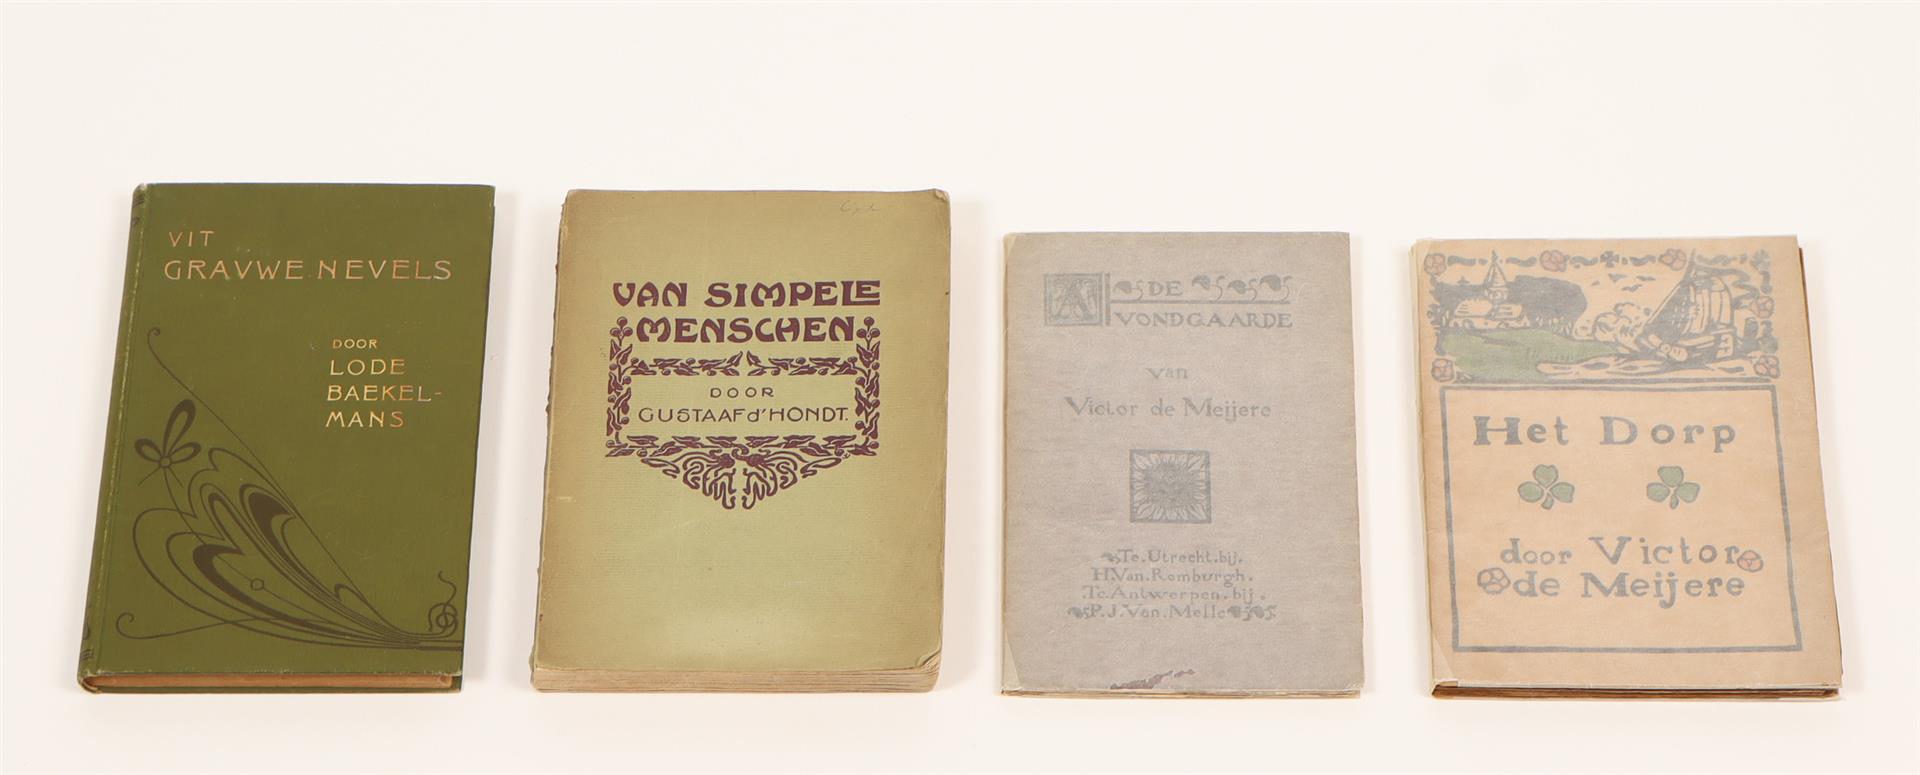 VIT
GRAVWE NEVELS
DOOR
LODE
BAEKEL-
MANS
VAN SIMPELE
MENSCHEN
DOOR
GUSTAAF d'HONDT.
DE
AVONDGAARDE
van
Victor de Meijere
Te.Utrecht.bij.
H.Van.Romburgh.
Te.Antwerpen.bij.
P.J.Van.Melle
Het Dorp
door Victor
de Meijere